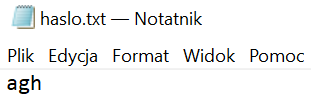 haslo.txt — Notatnik
Plik Edycja Format Widok Pomoc
agh